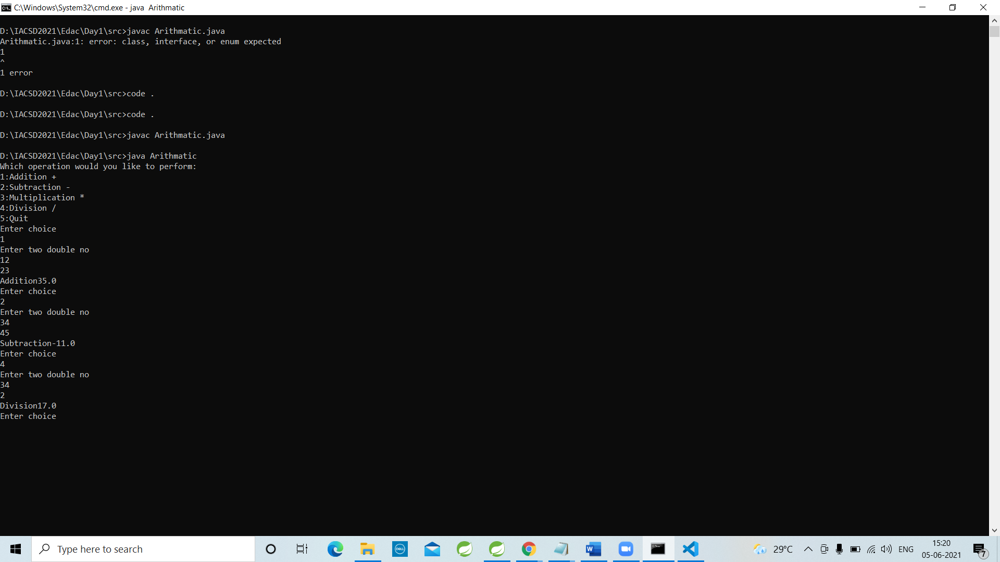 C:\Windows\System32\cmd.exe - java  Arithmatic
D:\IACSD2021\Edac\Day1\src>javac Arithmatic.java
Arithmatic.java:1: error: class, interface, or enum expected
1
^
1 error
D:\IACSD2021\Edac\Day1\src>code .
D:\IACSD2021\Edac\Day1\src>code .
D:\IACSD2021\Edac\Day1\src>javac Arithmatic.java
D:\IACSD2021\Edac\Day1\src>java Arithmatic
Which operation would you like to perform:
1:Addition +
2:Subtraction -
3:Multiplication *
4:Division /
5:Quit
Enter choice
1
Enter two double no
12
23
Addition35.0
Enter choice
2
Enter two double no
34
45
Subtraction-11.0
Enter choice
4
Enter two double no
34
2
Division17.0
Enter choice
Type here to search
DELL
W
29°C
ENG
15:20
05-06-2021
7